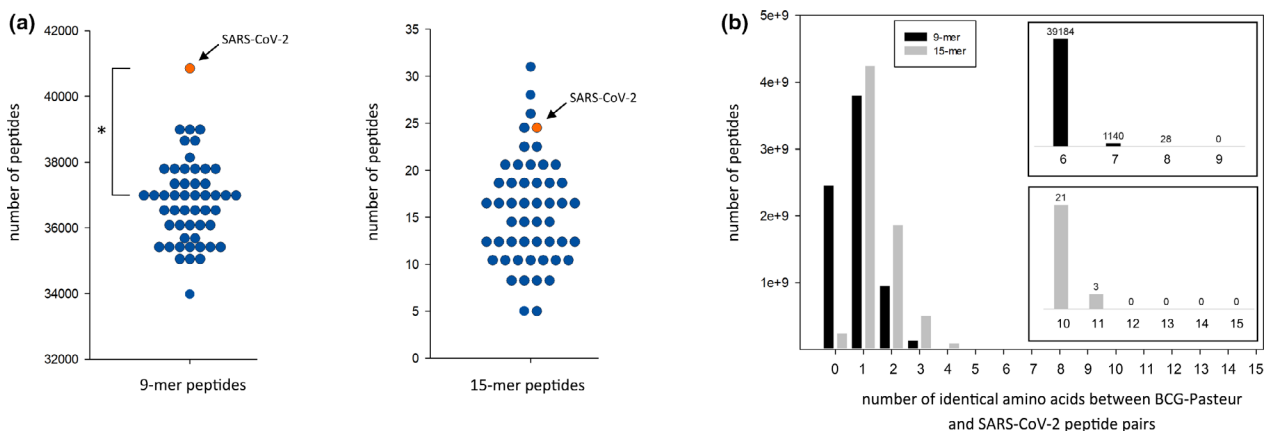 (a)
number of peptides
42000
40000
38000
36000
34000
32000
*
SARS-CoV-2
9-mer peptides
number of peptides
35
30
25
20
15
10
5
0
SARS-CoV-2
15-mer peptides
(b)
number of peptides
5e+9
4e+9
3e+9
2e+9
1e+9
9-mer
15-mer
39184
1140
28
0
6 7 8 9
21
3
0 0 0 0
10 11 12 13 14 15
0 1 2 3 4 5 6 7 8 9 10 11 12 13 14 15
number of identical amino acids between BCG-Pasteur
and SARS-CoV-2 peptide pairs